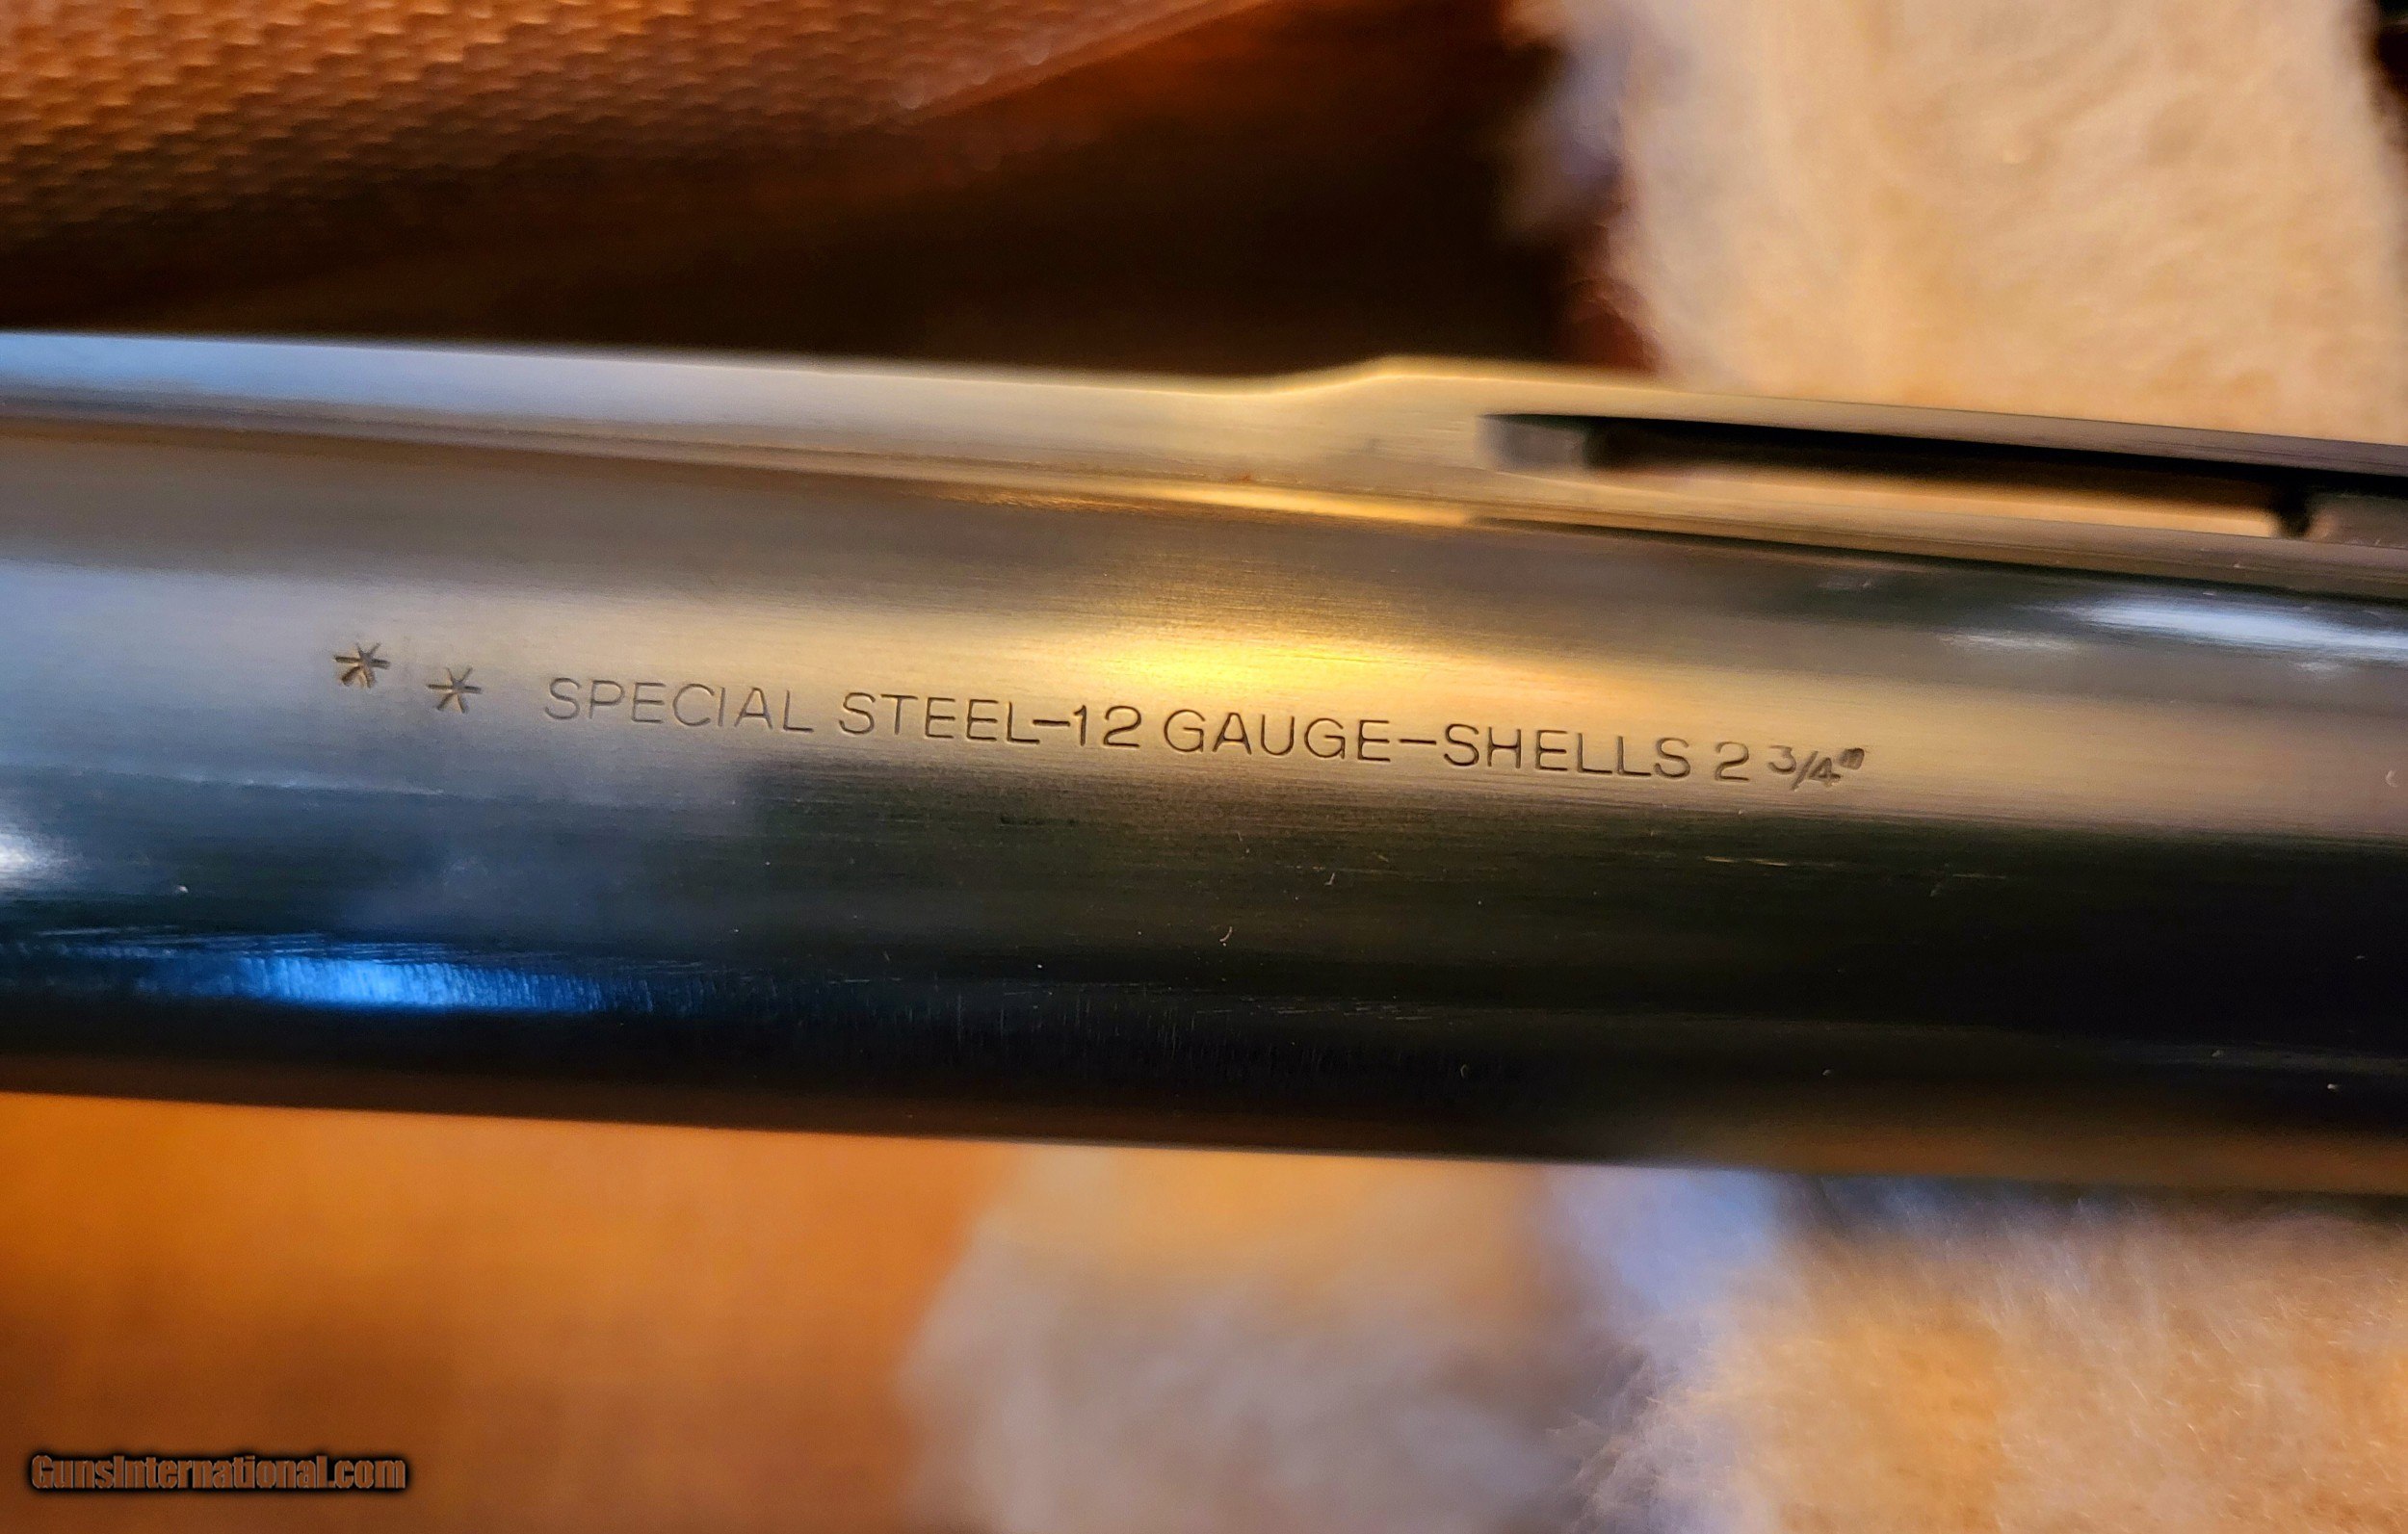 * * SPECIAL STEEL-12 GAUGE-SHELLS 2 3/4"
GunsInternational.com